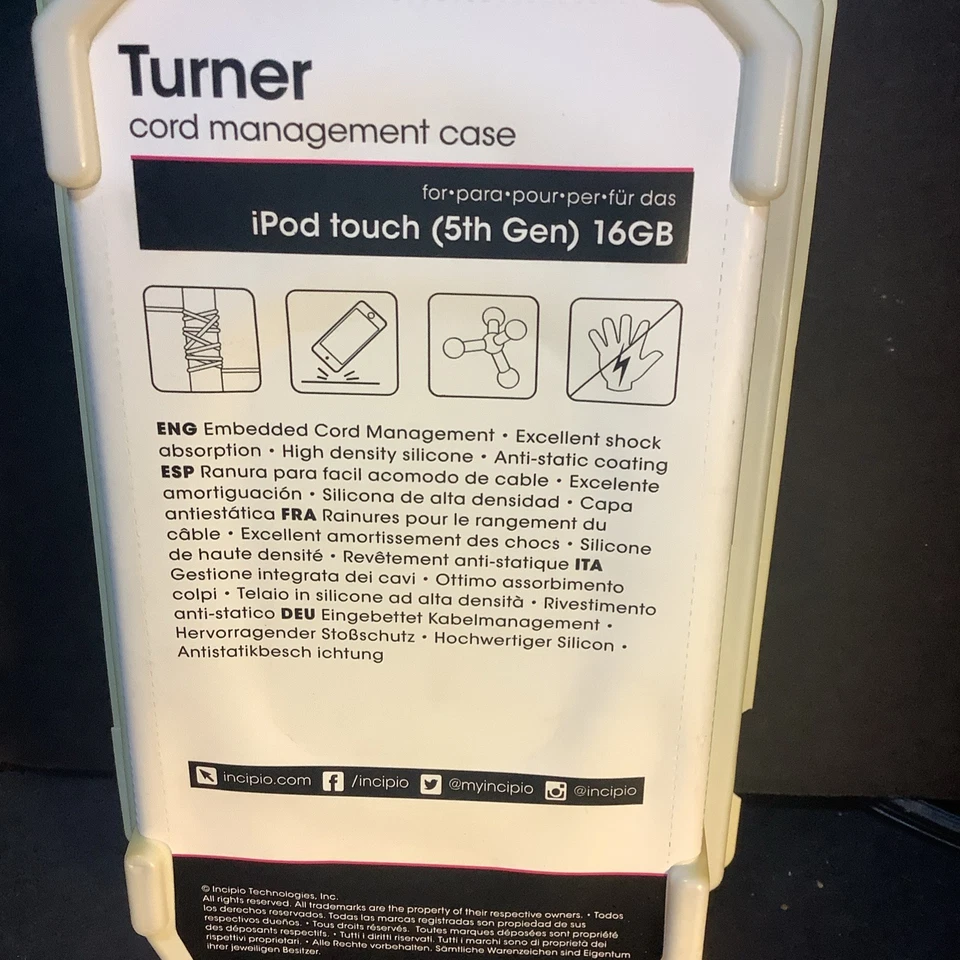 Turner
cord management case
for•para•pour•per•für das
iPod touch (5th Gen) 16GB
ENG Embedded Cord Management • Excellent shock
absorption • High density silicone • Anti-static coating
ESP Ranura para facil acomodo de cable • Excelente
amortiguación • Silicona de alta densidad • Capa
antiestática FRA Rainures pour le rangement du
câble • Excellent amortissement des chocs • Silicone
de haute densité • Revêtement anti-statique ITA
Gestione integrata dei cavi • Ottimo assorbimento
colpi • Telaio in silicone ad alta densità • Rivestimento
anti-statico DEU Eingebettet Kabelmanagement •
Hervorragender Stoßschutz • Hochwertiger Silicon •
Antistatikbesch ichtung
incipio.com /incipio @myincipio @incipio
© Incipio Technologies, Inc.
All rights reserved. All trademarks are the property of their respective owners. • Todos
los derechos reservados. Todas las marcas registradas son propiedad de sus
respectivos dueños. • Tous droits réservés. Toutes marques déposées sont propriété
des déposants respectifs. • Tutti i diritti riservati. Tutti i marchi sono di proprietà dei
rispettivi proprietari. • Alle Rechte vorbehalten. Sämtliche Warenzeichen sind Eigentum
ihrer jeweiligen Besitzer.